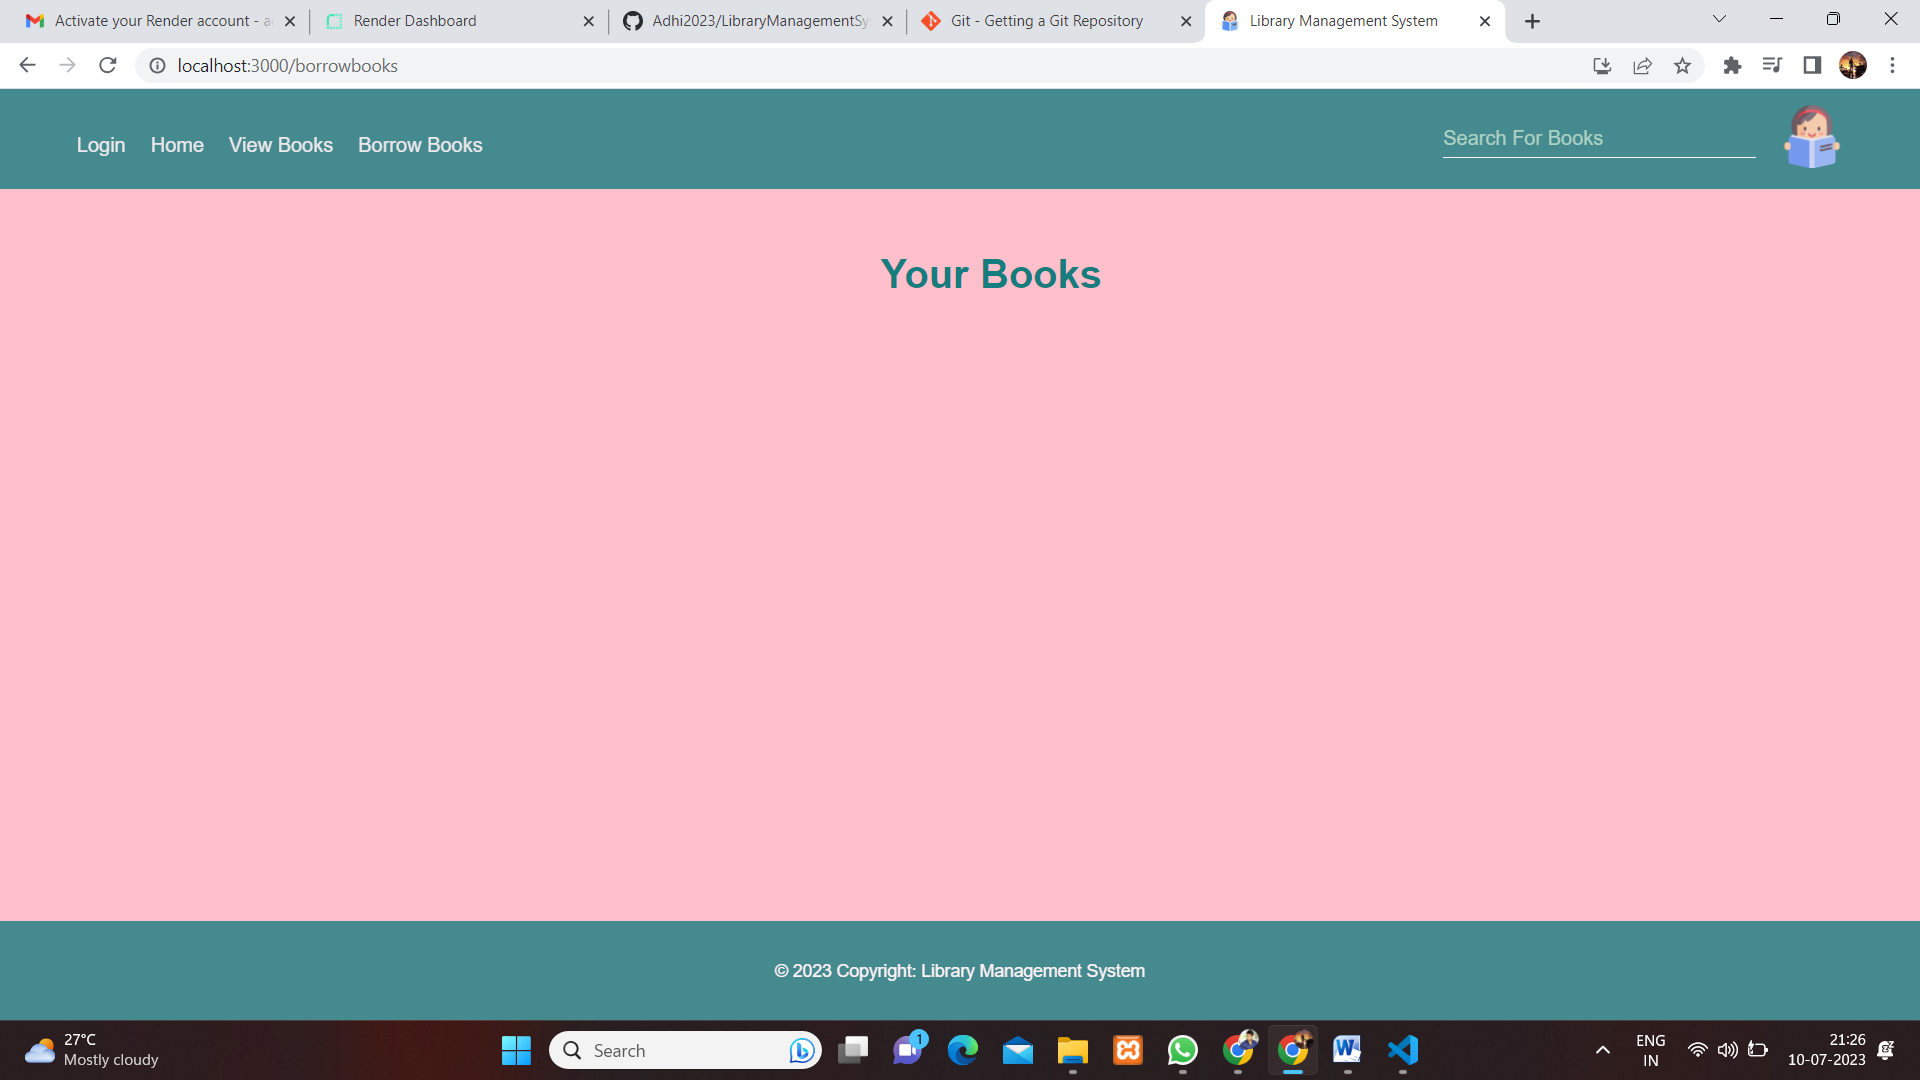 Activate your Render account - a
Render Dashboard
Adhi2023/LibraryManagementSy
Git - Getting a Git Repository
Library Management System
localhost:3000/borrowbooks
Login Home View Books Borrow Books
Search For Books
Your Books
© 2023 Copyright: Library Management System
27°C
Mostly cloudy
Search
1
ENG
IN
21:26
10-07-2023